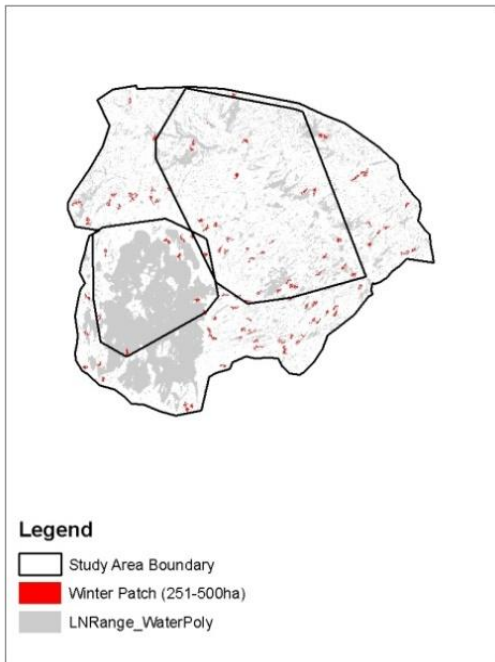 Legend
Study Area Boundary
Winter Patch (251-500ha)
LNRange_WaterPoly